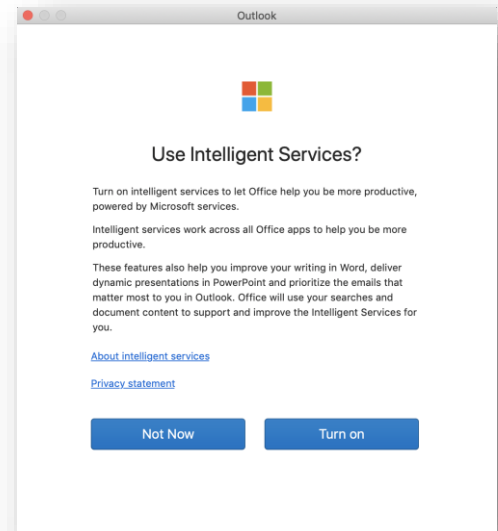 Outlook
Use Intelligent Services?
Turn on intelligent services to let Office help you be more productive,
powered by Microsoft services.
Intelligent services work across all Office apps to help you be more
productive.
These features also help you improve your writing in Word, deliver
dynamic presentations in PowerPoint and prioritize the emails that
matter most to you in Outlook. Office will use your searches and
document content to support and improve the Intelligent Services for
you.
About intelligent services
Privacy statement
Not Now
Turn on